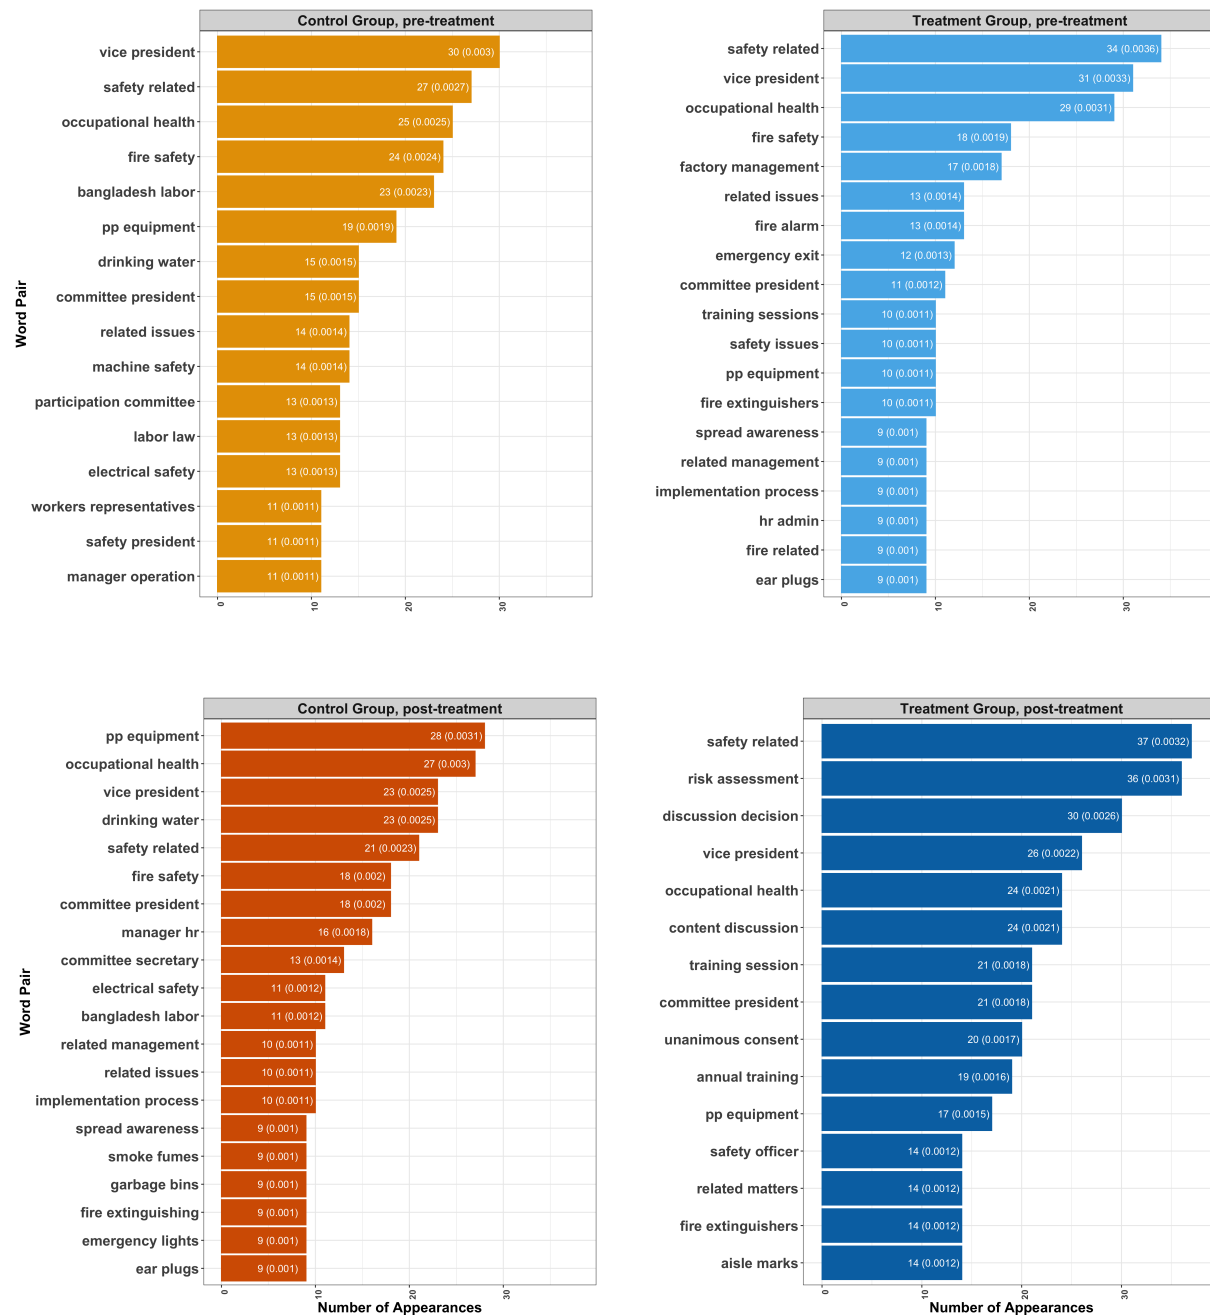 Control Group, pre-treatment
Word Pair
vice president 30 (0.003)
safety related 27 (0.0027)
occupational health 25 (0.0025)
fire safety 24 (0.0024)
bangladesh labor 23 (0.0023)
pp equipment 19 (0.0019)
drinking water 15 (0.0015)
committee president 15 (0.0015)
related issues 14 (0.0014)
machine safety 14 (0.0014)
participation committee 13 (0.0013)
labor law 13 (0.0013)
electrical safety 13 (0.0013)
workers representatives 11 (0.0011)
safety president 11 (0.0011)
manager operation 11 (0.0011)
0 10 20 30
Treatment Group, pre-treatment
safety related 34 (0.0036)
vice president 31 (0.0033)
occupational health 29 (0.0031)
fire safety 18 (0.0019)
factory management 17 (0.0018)
related issues 13 (0.0014)
fire alarm 13 (0.0014)
emergency exit 12 (0.0013)
committee president 11 (0.0012)
training sessions 10 (0.0011)
safety issues 10 (0.0011)
pp equipment 10 (0.0011)
fire extinguishers 10 (0.0011)
spread awareness 9 (0.001)
related management 9 (0.001)
implementation process 9 (0.001)
hr admin 9 (0.001)
fire related 9 (0.001)
ear plugs 9 (0.001)
0 10 20 30
Control Group, post-treatment
Word Pair
pp equipment 28 (0.0031)
occupational health 27 (0.003)
vice president 23 (0.0025)
drinking water 23 (0.0025)
safety related 21 (0.0023)
fire safety 18 (0.002)
committee president 18 (0.002)
manager hr 16 (0.0018)
committee secretary 13 (0.0014)
electrical safety 11 (0.0012)
bangladesh labor 11 (0.0012)
related management 10 (0.0011)
related issues 10 (0.0011)
implementation process 10 (0.0011)
spread awareness 9 (0.001)
smoke fumes 9 (0.001)
garbage bins 9 (0.001)
fire extinguishing 9 (0.001)
emergency lights 9 (0.001)
ear plugs 9 (0.001)
0 10 20 30
Number of Appearances
Treatment Group, post-treatment
safety related 37 (0.0032)
risk assessment 36 (0.0031)
discussion decision 30 (0.0026)
vice president 26 (0.0022)
occupational health 24 (0.0021)
content discussion 24 (0.0021)
training session 21 (0.0018)
committee president 21 (0.0018)
unanimous consent 20 (0.0017)
annual training 19 (0.0016)
pp equipment 17 (0.0015)
safety officer 14 (0.0012)
related matters 14 (0.0012)
fire extinguishers 14 (0.0012)
aisle marks 14 (0.0012)
0 10 20 30
Number of Appearances